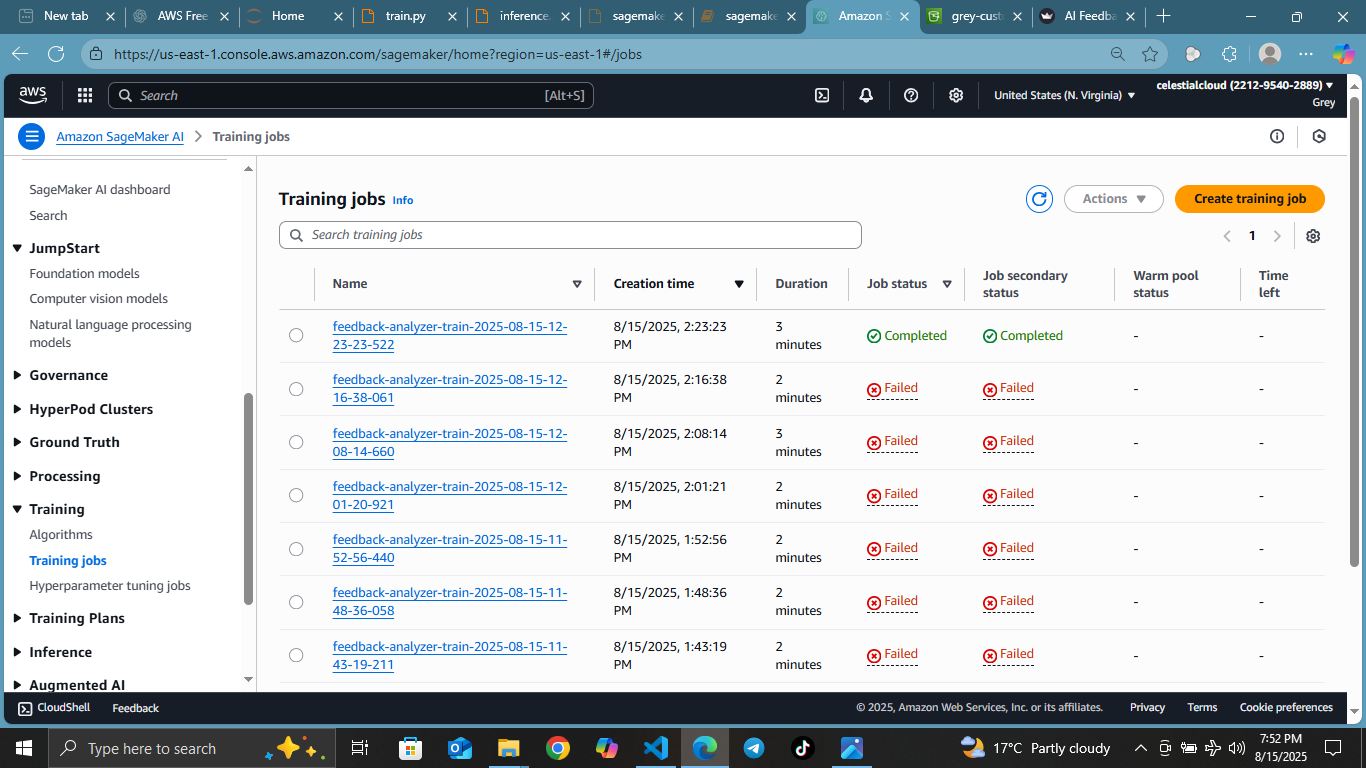 New tab
AWS Free
Home
train.py
inference.
sagemake
sagemake
Amazon S
grey-cust
AI Feedba
https://us-east-1.console.aws.amazon.com/sagemaker/home?region=us-east-1#/jobs
aws
Search
[Alt+S]
United States (N. Virginia)
celestialcloud (2212-9540-2889)
Grey
Amazon SageMaker AI
Training jobs
SageMaker AI dashboard
Search
JumpStart
Foundation models
Computer vision models
Natural language processing
models
Governance
HyperPod Clusters
Ground Truth
Processing
Training
Algorithms
Training jobs
Hyperparameter tuning jobs
Training Plans
Inference
Augmented AI
Training jobs Info
Actions
Create training job
Search training jobs
1
Name
Creation time
Duration
Job status
Job secondary
status
Warm pool
status
Time
left
feedback-analyzer-train-2025-08-15-12-
23-23-522
8/15/2025, 2:23:23
PM
3
minutes
Completed
Completed
-
-
feedback-analyzer-train-2025-08-15-12-
16-38-061
8/15/2025, 2:16:38
PM
2
minutes
Failed
Failed
-
-
feedback-analyzer-train-2025-08-15-12-
08-14-660
8/15/2025, 2:08:14
PM
3
minutes
Failed
Failed
-
-
feedback-analyzer-train-2025-08-15-12-
01-20-921
8/15/2025, 2:01:21
PM
2
minutes
Failed
Failed
-
-
feedback-analyzer-train-2025-08-15-11-
52-56-440
8/15/2025, 1:52:56
PM
2
minutes
Failed
Failed
-
-
feedback-analyzer-train-2025-08-15-11-
48-36-058
8/15/2025, 1:48:36
PM
2
minutes
Failed
Failed
-
-
feedback-analyzer-train-2025-08-15-11-
43-19-211
8/15/2025, 1:43:19
PM
2
minutes
Failed
Failed
-
-
CloudShell
Feedback
© 2025, Amazon Web Services, Inc. or its affiliates.
Privacy
Terms
Cookie preferences
Type here to search
17°C Partly cloudy
7:52 PM
8/15/2025